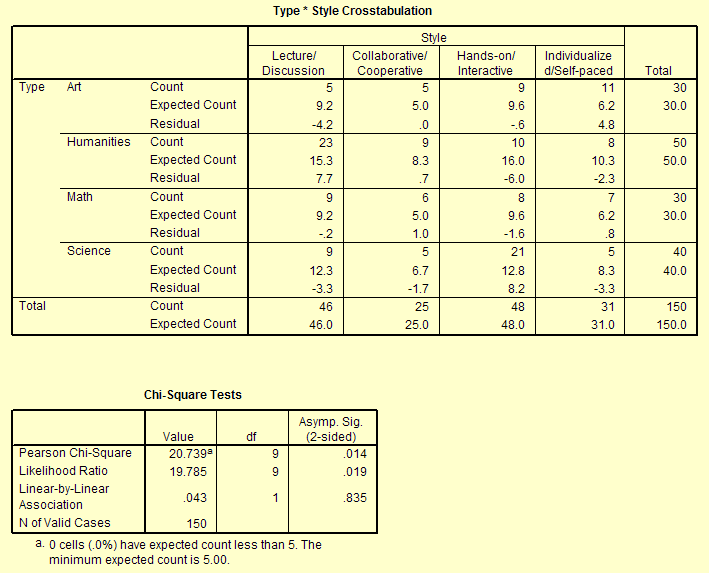 Type * Style Crosstabulation
Style
Lecture/ Discussion Collaborative/ Cooperative Hands-on/ Interactive Individualize d/Self-paced Total
Type Art Count 5 5 9 11 30
Expected Count 9.2 5.0 9.6 6.2 30.0
Residual -4.2 .0 -.6 4.8
Humanities Count 23 9 10 8 50
Expected Count 15.3 8.3 16.0 10.3 50.0
Residual 7.7 .7 -6.0 -2.3
Math Count 9 6 8 7 30
Expected Count 9.2 5.0 9.6 6.2 30.0
Residual -.2 1.0 -1.6 .8
Science Count 9 5 21 5 40
Expected Count 12.3 6.7 12.8 8.3 40.0
Residual -3.3 -1.7 8.2 -3.3
Total Count 46 25 48 31 150
Expected Count 46.0 25.0 48.0 31.0 150.0
Chi-Square Tests
Value df Asymp. Sig. (2-sided)
Pearson Chi-Square 20.739a 9 .014
Likelihood Ratio 19.785 9 .019
Linear-by-Linear Association .043 1 .835
N of Valid Cases 150
a. 0 cells (.0%) have expected count less than 5. The
minimum expected count is 5.00.